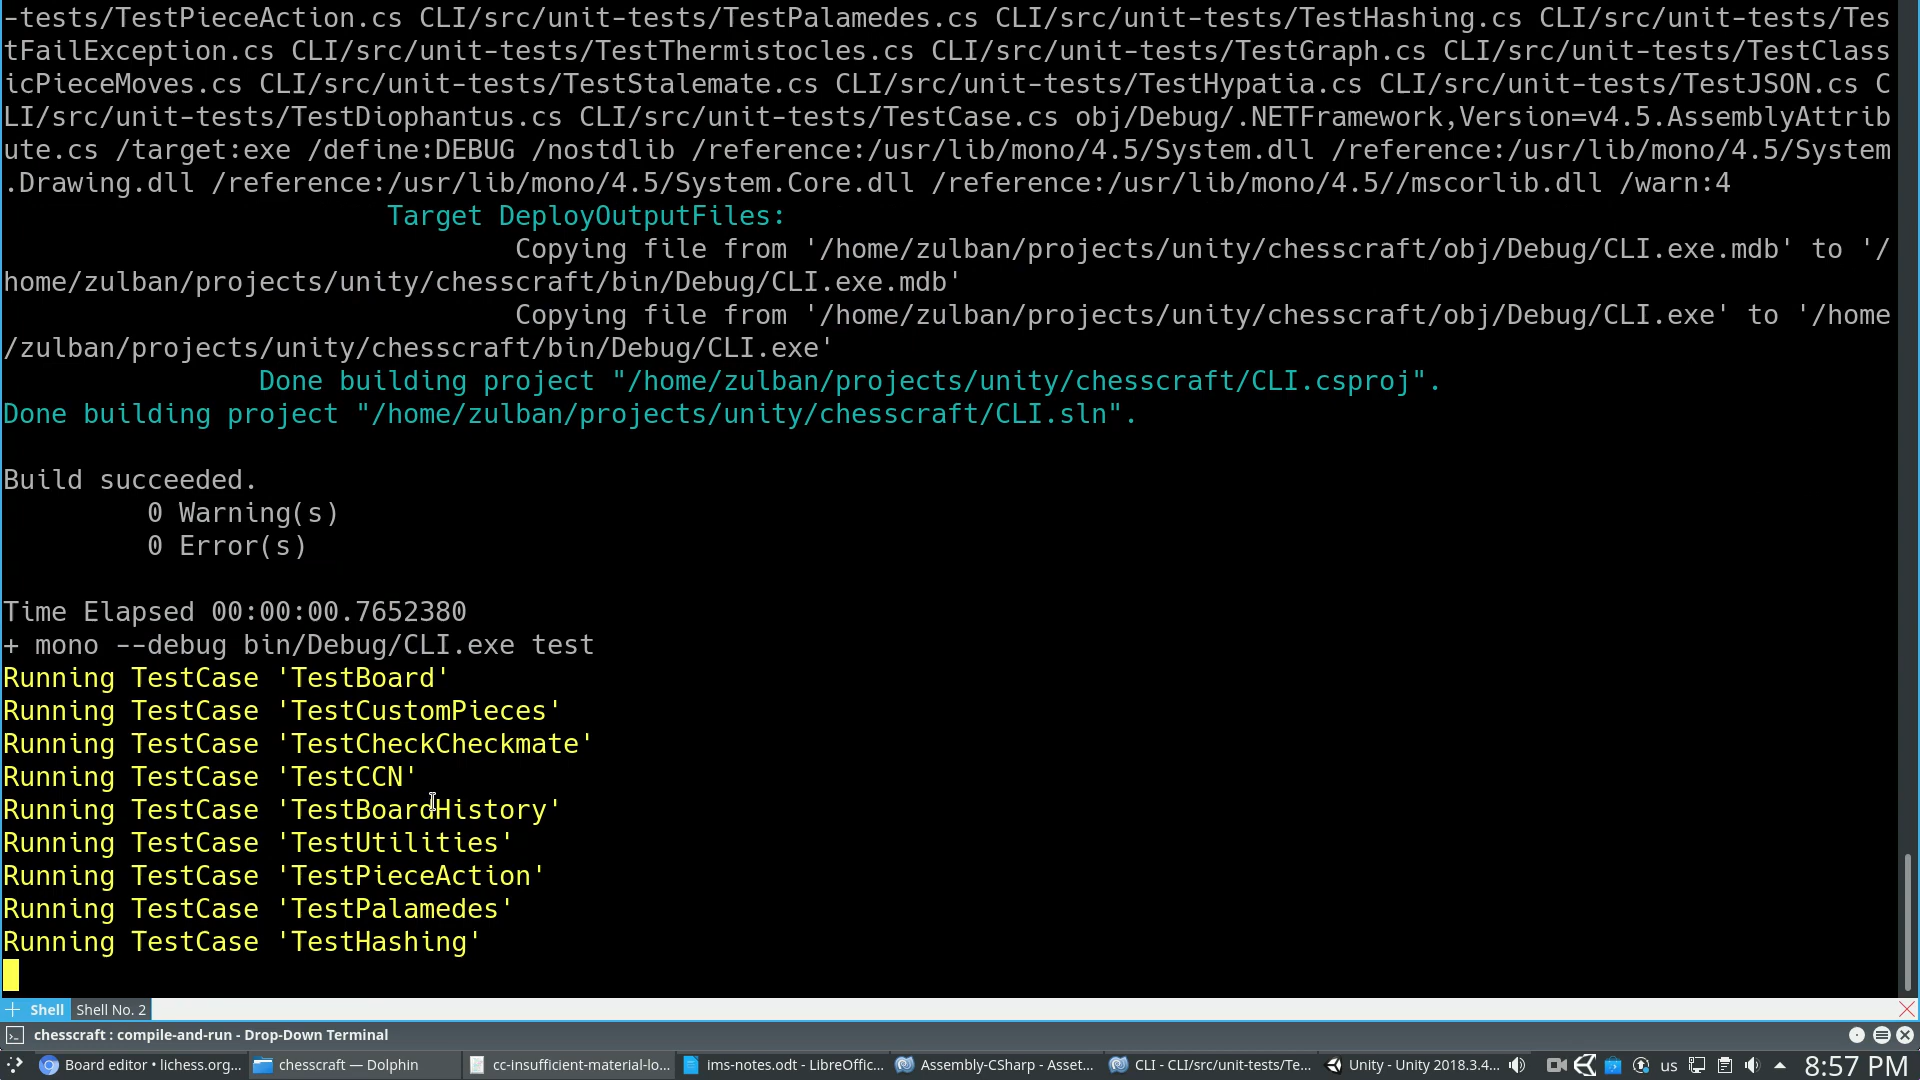 -tests/TestPieceAction.cs CLI/src/unit-tests/TestPalamedes.cs CLI/src/unit-tests/TestHashing.cs CLI/src/unit-tests/Tes
tFailException.cs CLI/src/unit-tests/TestThermistocles.cs CLI/src/unit-tests/TestGraph.cs CLI/src/unit-tests/TestClass
icPieceMoves.cs CLI/src/unit-tests/TestStalemate.cs CLI/src/unit-tests/TestHypatia.cs CLI/src/unit-tests/TestJSON.cs C
LI/src/unit-tests/TestDiophantus.cs CLI/src/unit-tests/TestCase.cs obj/Debug/.NETFramework,Version=v4.5.AssemblyAttrib
ute.cs /target:exe /define:DEBUG /nostdlib /reference:/usr/lib/mono/4.5/System.dll /reference:/usr/lib/mono/4.5/System
.Drawing.dll /reference:/usr/lib/mono/4.5/System.Core.dll /reference:/usr/lib/mono/4.5//mscorlib.dll /warn:4
Target DeployOutputFiles:
Copying file from '/home/zulban/projects/unity/chesscraft/obj/Debug/CLI.exe.mdb' to '/
home/zulban/projects/unity/chesscraft/bin/Debug/CLI.exe.mdb'
Copying file from '/home/zulban/projects/unity/chesscraft/obj/Debug/CLI.exe' to '/home
/zulban/projects/unity/chesscraft/bin/Debug/CLI.exe'
Done building project "/home/zulban/projects/unity/chesscraft/CLI.csproj".
Done building project "/home/zulban/projects/unity/chesscraft/CLI.sln".
Build succeeded.
0 Warning(s)
0 Error(s)
Time Elapsed 00:00:00.7652380
+ mono --debug bin/Debug/CLI.exe test
Running TestCase 'TestBoard'
Running TestCase 'TestCustomPieces'
Running TestCase 'TestCheckCheckmate'
Running TestCase 'TestCCN'
Running TestCase 'TestBoardHistory'
Running TestCase 'TestUtilities'
Running TestCase 'TestPieceAction'
Running TestCase 'TestPalamedes'
Running TestCase 'TestHashing'
Shell Shell No. 2
chesscraft : compile-and-run - Drop-Down Terminal
Board editor • lichess.org... chesscraft — Dolphin cc-insufficient-material-lo... ims-notes.odt - LibreOffic... Assembly-CSharp - Asset... CLI - CLI/src/unit-tests/Te... Unity - Unity 2018.3.4... us 8:57 PM